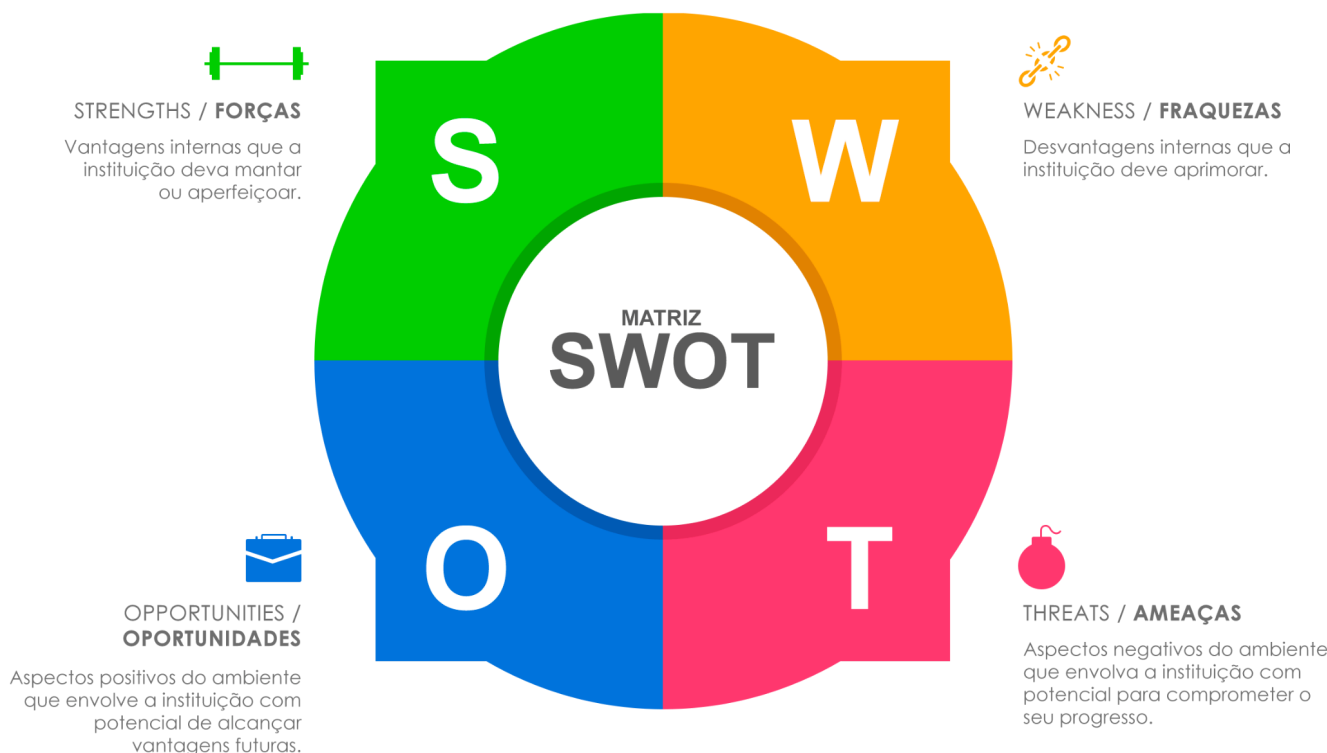 STRENGTHS / FORÇAS
Vantagens internas que a
instituição deva mantar
ou aperfeiçoar.
S
W
WEAKNESS / FRAQUEZAS
Desvantagens internas que a
instituição deve aprimorar.
MATRIZ
SWOT
OPPORTUNITIES /
OPORTUNIDADES
Aspectos positivos do ambiente
que envolve a instituição com
potencial de alcançar
vantagens futuras.
O
T
THREATS / AMEAÇAS
Aspectos negativos do ambiente
que envolva a instituição com
potencial para comprometer o
seu progresso.